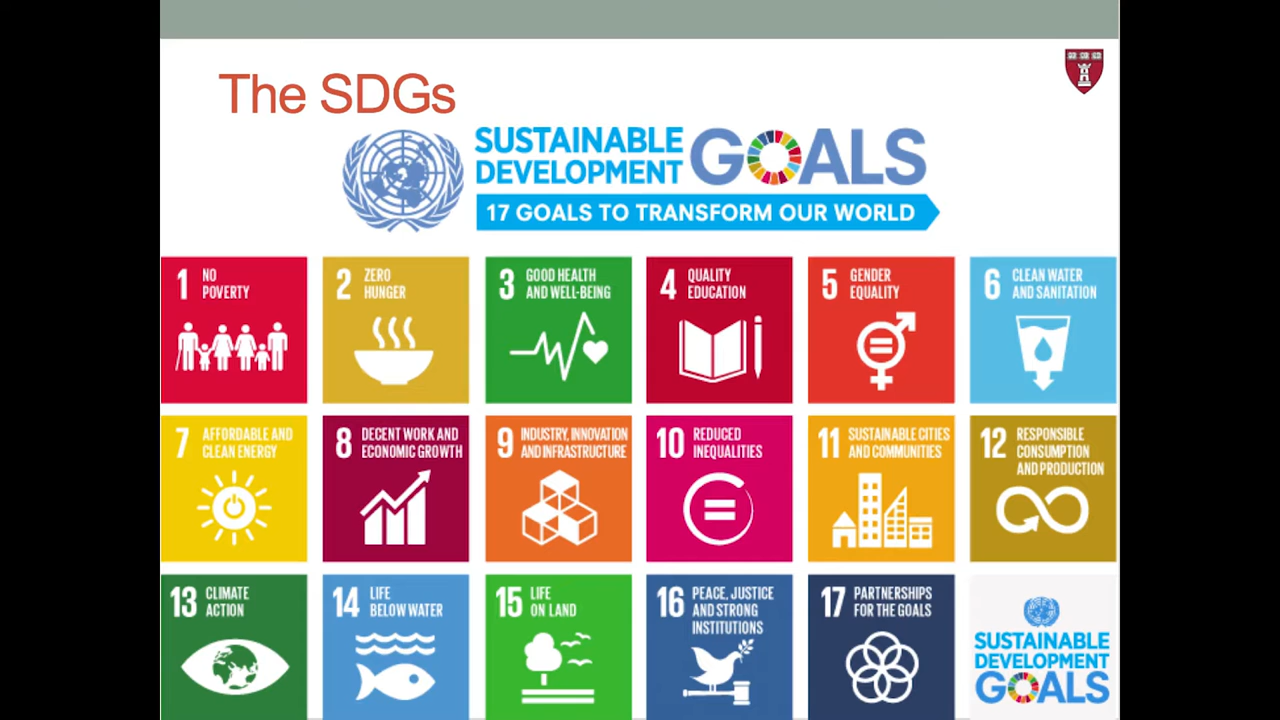 The SDGs
SUSTAINABLE
DEVELOPMENT
GOALS
17 GOALS TO TRANSFORM OUR WORLD
1 NO
POVERTY
2 ZERO
HUNGER
3 GOOD HEALTH
AND WELL-BEING
4 QUALITY
EDUCATION
5 GENDER
EQUALITY
6 CLEAN WATER
AND SANITATION
7 AFFORDABLE AND
CLEAN ENERGY
8 DECENT WORK AND
ECONOMIC GROWTH
9 INDUSTRY, INNOVATION
AND INFRASTRUCTURE
10 REDUCED
INEQUALITIES
11 SUSTAINABLE CITIES
AND COMMUNITIES
12 RESPONSIBLE
CONSUMPTION
AND PRODUCTION
13 CLIMATE
ACTION
14 LIFE
BELOW WATER
15 LIFE
ON LAND
16 PEACE, JUSTICE
AND STRONG
INSTITUTIONS
17 PARTNERSHIPS
FOR THE GOALS
SUSTAINABLE
DEVELOPMENT
GOALS